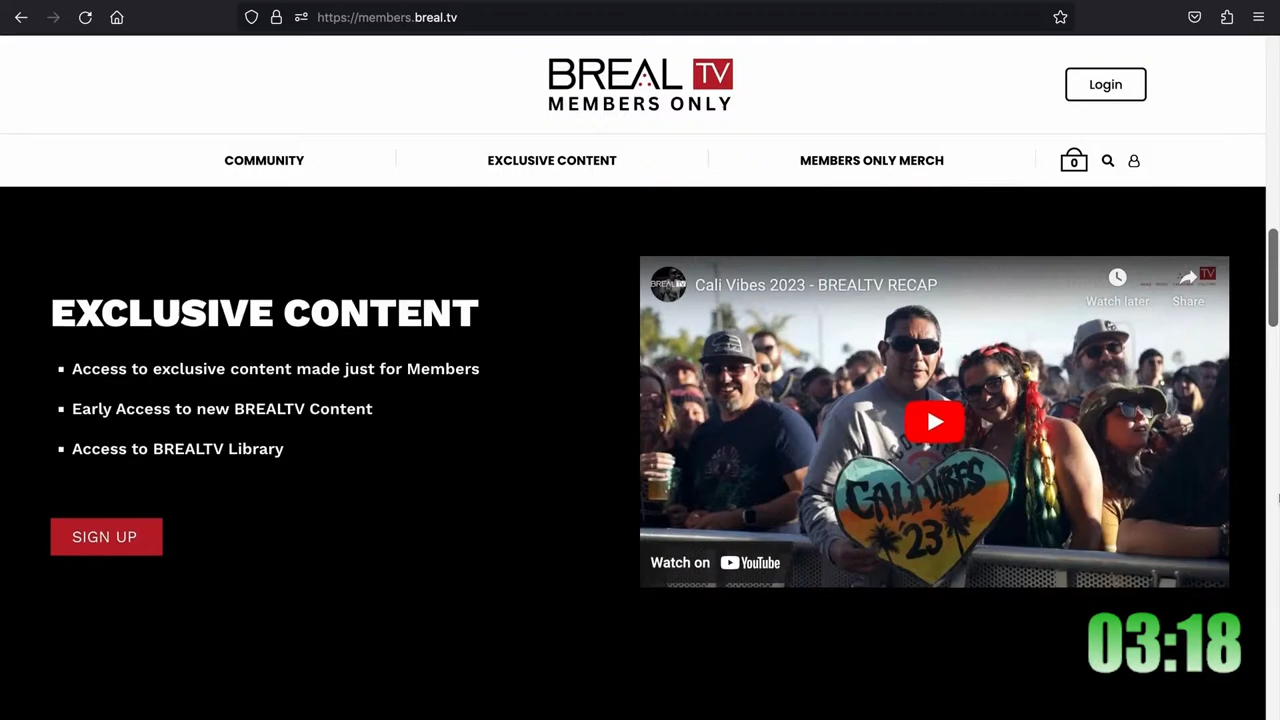 https://members.breal.tv
BREAL TV
MEMBERS ONLY
Login
COMMUNITY
EXCLUSIVE CONTENT
MEMBERS ONLY MERCH
0
EXCLUSIVE CONTENT
Access to exclusive content made just for Members
Early Access to new BREALTV Content
Access to BREALTV Library
SIGN UP
BREALTV
Cali Vibes 2023 - BREALTV RECAP
Watch later
Share
TV
CALI VIBES
'23
Watch on YouTube
03:18